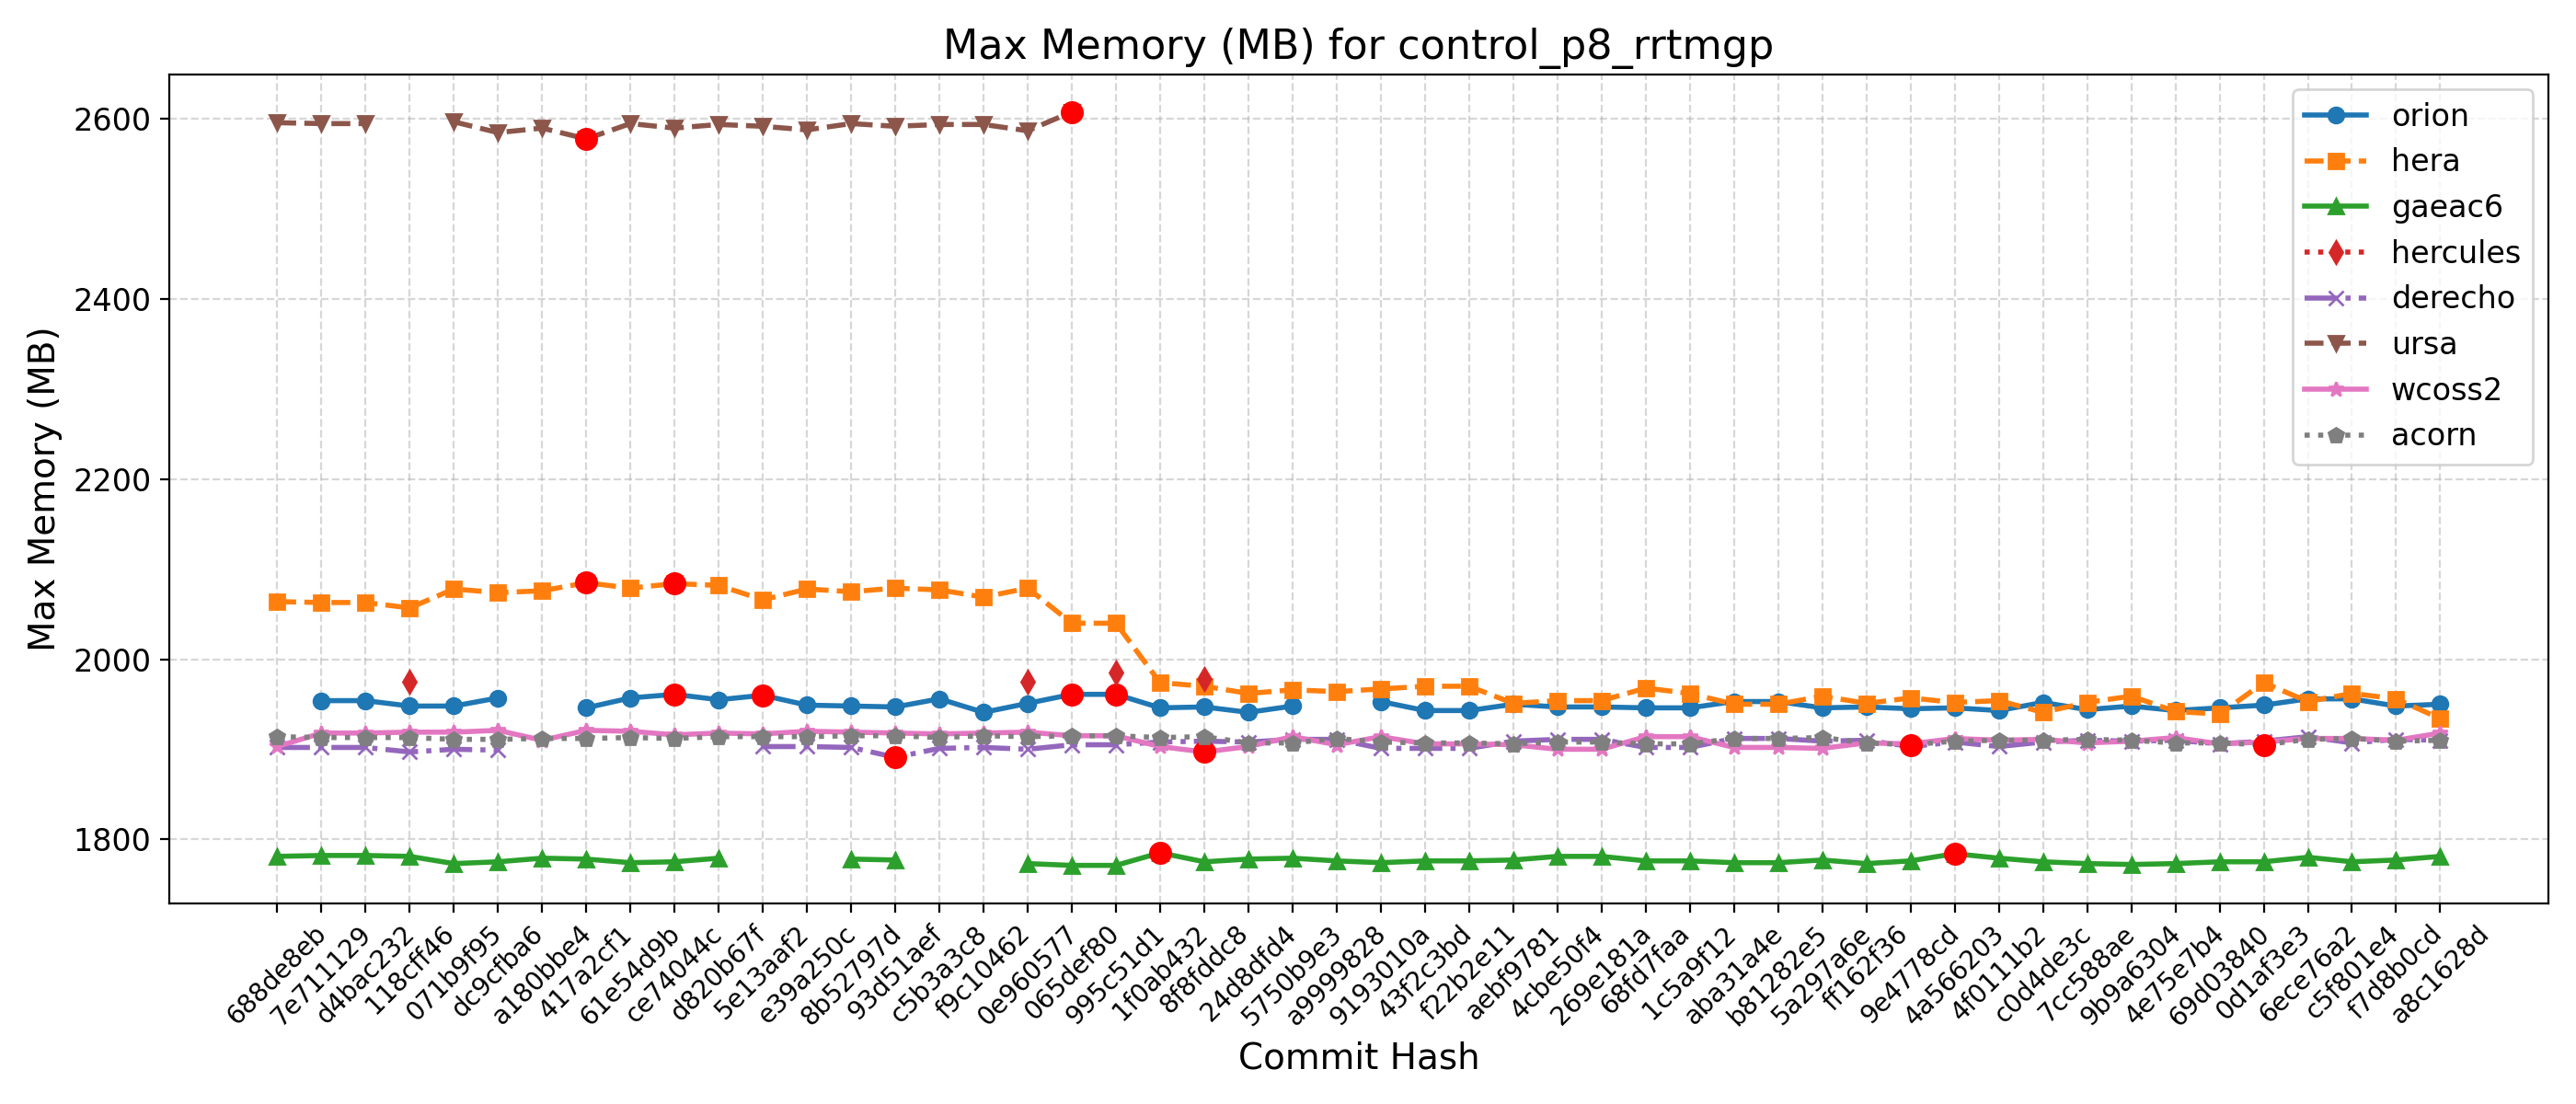 Max Memory (MB) for control_p8_rrtmgp
Max Memory (MB)
2600
2400
2200
2000
1800
orion
hera
gaeac6
hercules
derecho
ursa
wcoss2
acorn
688de8eb
7e711129
d4bac232
118cff46
071b9f95
dc9cfba6
a180bbe4
417a2cf1
61e54d9b
ce74044c
d820b67f
5e13aaf2
e39a250c
8b52797d
93d51aef
c5b3a3c8
f9c10462
0e960577
065def80
995c51d1
1f0ab432
8f8fddc8
24d8dfd4
5750b9e3
a9999828
9193010a
43f2c3bd
f22b2e11
aebf9781
4cbe50f4
269e181a
68fd7faa
1c5a9f12
aba31a4e
b81282e5
5a297a6e
ff162f36
9e4778cd
4a566203
4f0111b2
c0d4de3c
7cc588ae
9b9a6304
4e75e7b4
69d03840
0d1af3e3
6ece76a2
c5f801e4
f7d8b0cd
a8c1628d
Commit Hash